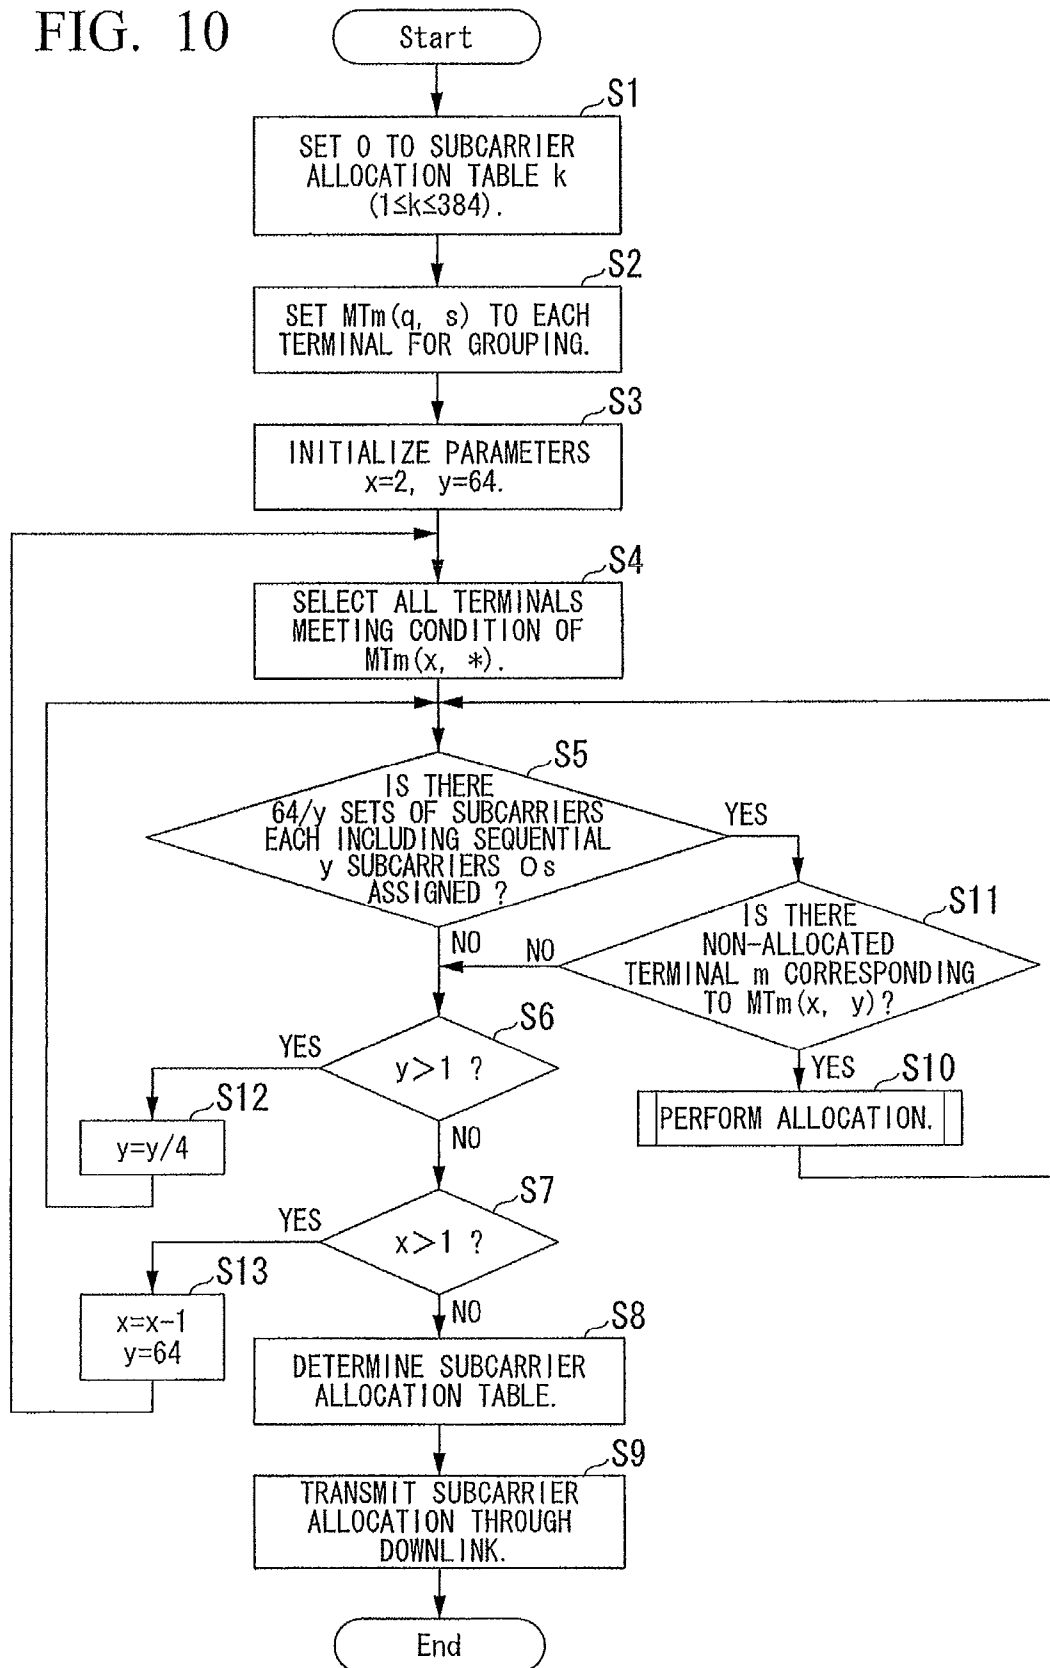 FIG. 10
Start
S1
SET 0 TO SUBCARRIER
ALLOCATION TABLE k
(1≤k≤384).
S2
SET MTm(q, s) TO EACH
TERMINAL FOR GROUPING.
S3
INITIALIZE PARAMETERS
x=2, y=64.
S4
SELECT ALL TERMINALS
MEETING CONDITION OF
MTm(x, *).
S5
IS THERE
64/y SETS OF SUBCARRIERS
EACH INCLUDING SEQUENTIAL
y SUBCARRIERS 0s
ASSIGNED ?
YES
NO
S11
IS THERE
NON-ALLOCATED
TERMINAL m CORRESPONDING
TO MTm(x, y)?
NO
YES
S10
PERFORM ALLOCATION.
S6
y>1 ?
YES
NO
S12
y=y/4
S7
x>1 ?
YES
NO
S13
x=x-1
y=64
S8
DETERMINE SUBCARRIER
ALLOCATION TABLE.
S9
TRANSMIT SUBCARRIER
ALLOCATION THROUGH
DOWNLINK.
End